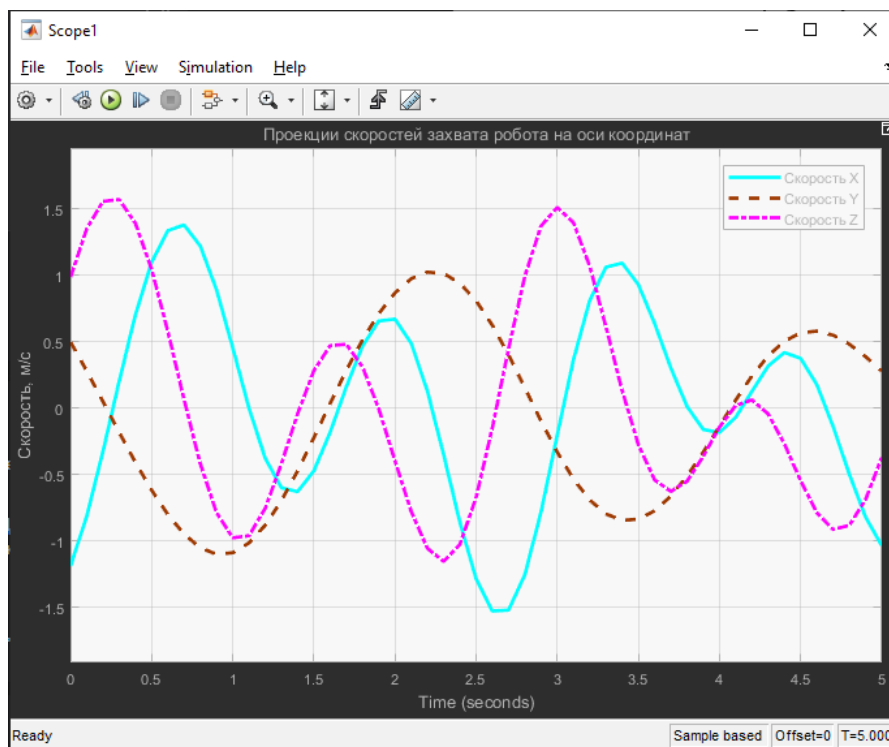 Scope1
File Tools View Simulation Help
Проекции скоростей захвата робота на оси координат
Скорость X
Скорость Y
Скорость Z
Скорость, м/с
1.5
1
0.5
0
-0.5
-1
-1.5
0 0.5 1 1.5 2 2.5 3 3.5 4 4.5 5
Time (seconds)
Ready Sample based Offset=0 T=5.000